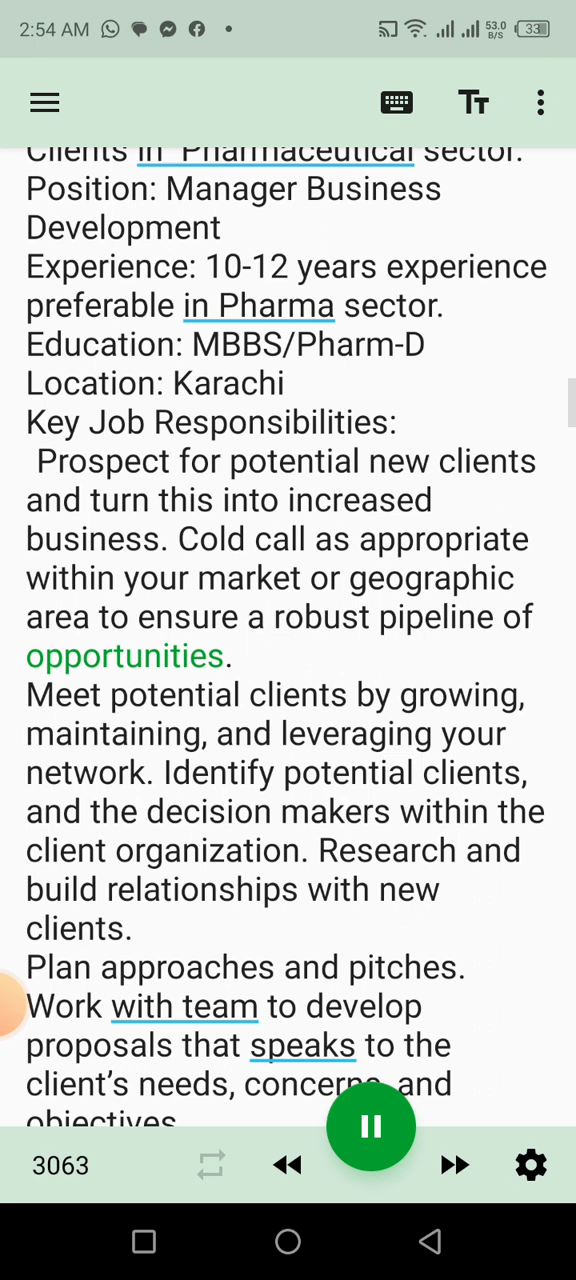 2:54 AM
53.0
B/S
33
Clients in Pharmaceutical sector.
Position: Manager Business
Development
Experience: 10-12 years experience
preferable in Pharma sector.
Education: MBBS/Pharm-D
Location: Karachi
Key Job Responsibilities:
Prospect for potential new clients
and turn this into increased
business. Cold call as appropriate
within your market or geographic
area to ensure a robust pipeline of
opportunities.
Meet potential clients by growing,
maintaining, and leveraging your
network. Identify potential clients,
and the decision makers within the
client organization. Research and
build relationships with new
clients.
Plan approaches and pitches.
Work with team to develop
proposals that speaks to the
client’s needs, concerns, and
objectives
3063